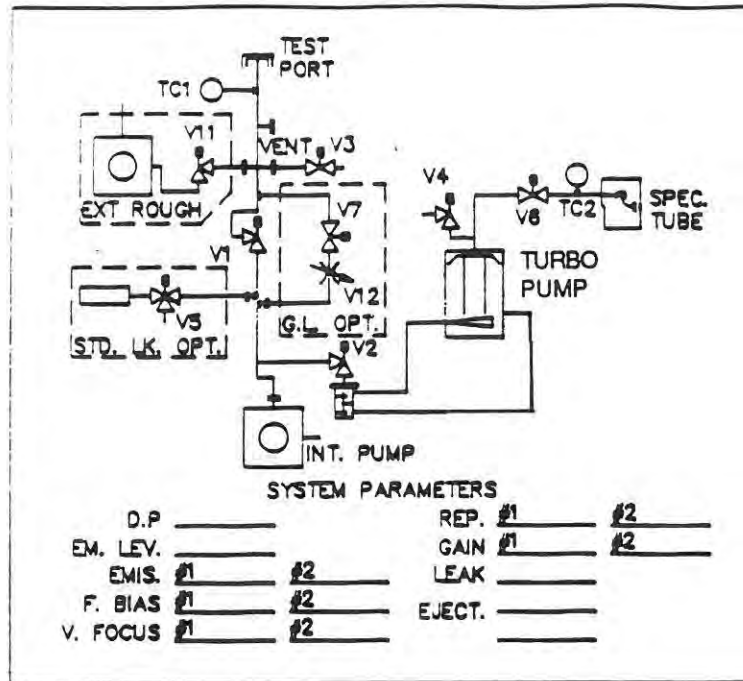 TEST
PORT
TC1
V11
VENT
V3
EXT ROUGH
V4
V7
V6
TC2
SPEC.
TUBE
V1
TURBO
PUMP
V12
V5
G.L. OPT.
STD. LK. OPT.
V2
INT. PUMP
SYSTEM PARAMETERS
D.P
REP. #1 #2
EM. LEV.
GAIN #1 #2
EMIS. #1 #2
LEAK
F. BIAS #1 #2
EJECT.
V. FOCUS #1 #2